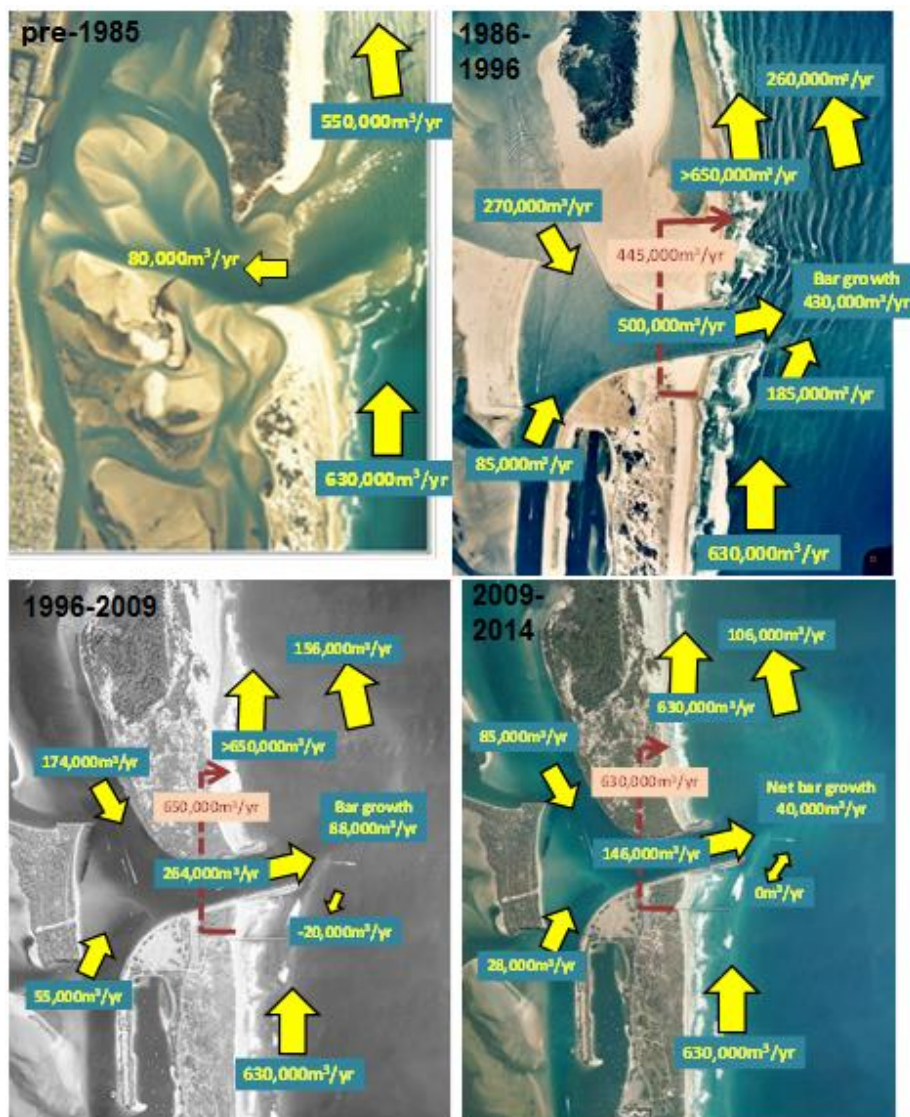 pre-1985
550,000m³/yr
80,000m³/yr
630,000m³/yr
1986-
1996
260,000m³/yr
>650,000m³/yr
270,000m³/yr
445,000m³/yr
Bar growth
430,000m³/yr
500,000m³/yr
185,000m³/yr
85,000m³/yr
630,000m³/yr
1996-2009
156,000m³/yr
>650,000m³/yr
174,000m³/yr
650,000m³/yr
Bar growth
88,000m³/yr
264,000m³/yr
-20,000m³/yr
55,000m³/yr
630,000m³/yr
2009-
2014
106,000m³/yr
630,000m³/yr
85,000m³/yr
630,000m³/yr
Net bar growth
40,000m³/yr
146,000m³/yr
0m³/yr
28,000m³/yr
630,000m³/yr